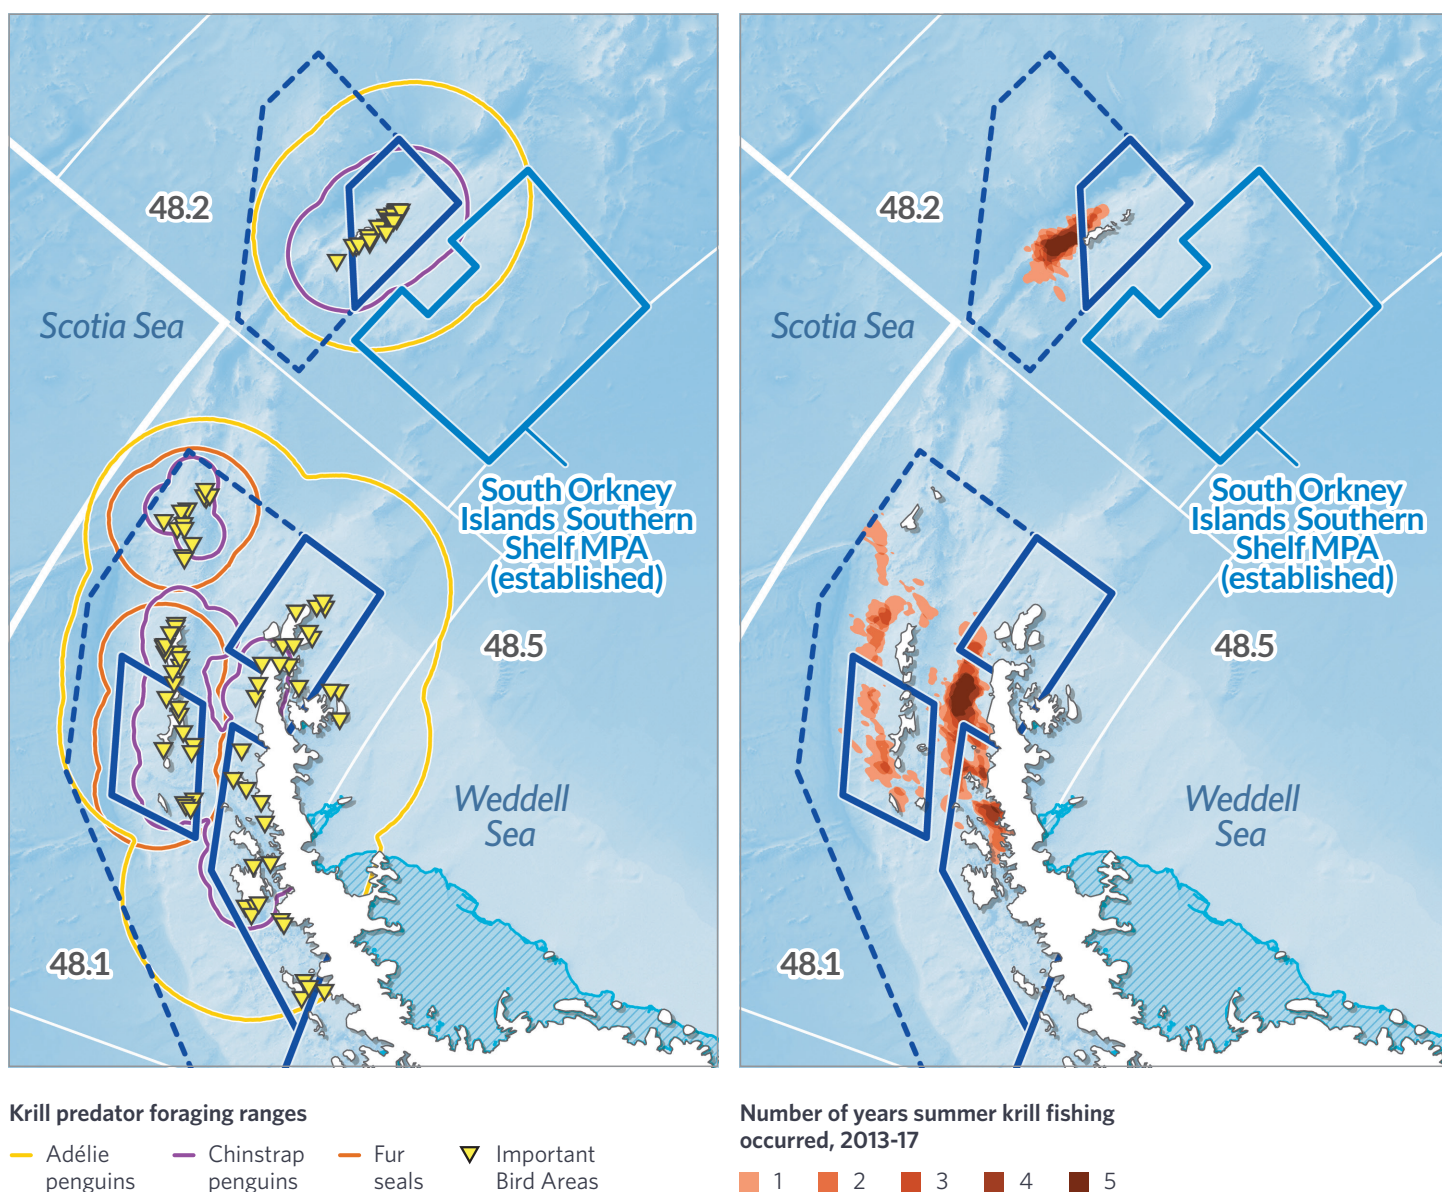 48.2
Scotia Sea
South Orkney
Islands Southern
Shelf MPA
(established)
48.5
Weddell
Sea
48.1
48.2
Scotia Sea
South Orkney
Islands Southern
Shelf MPA
(established)
48.5
Weddell
Sea
48.1
Krill predator foraging ranges
Adélie
penguins
Chinstrap
penguins
Fur
seals
Important
Bird Areas
Number of years summer krill fishing
occurred, 2013-17
1 2 3 4 5